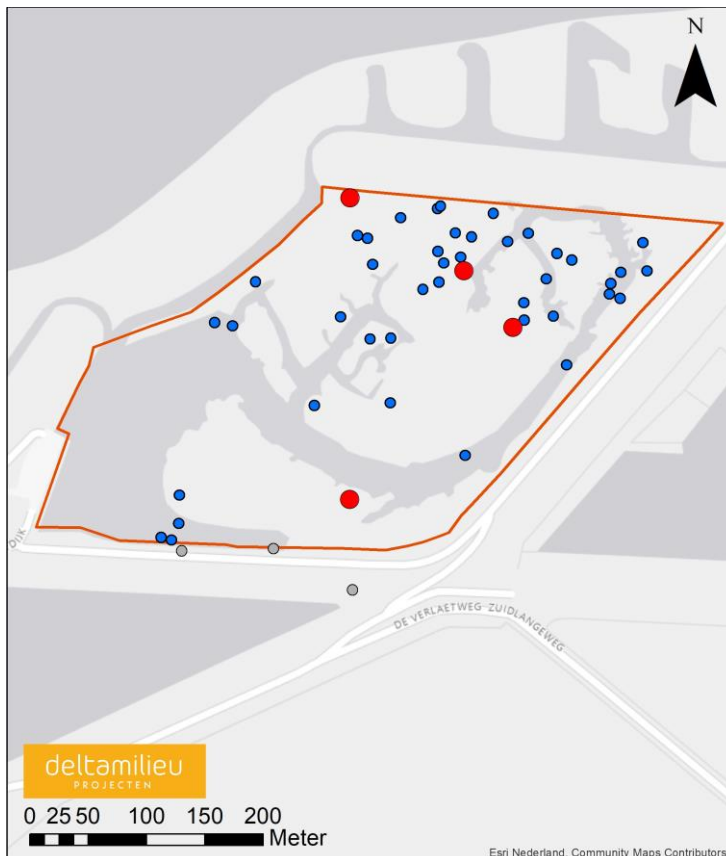 N
DIJK
DE VERLAETWEG ZUIDLANGEWEG
deltamilieu
PROJECTEN
0 25 50 100 150 200
Meter
Esri Nederland, Community Maps Contributors